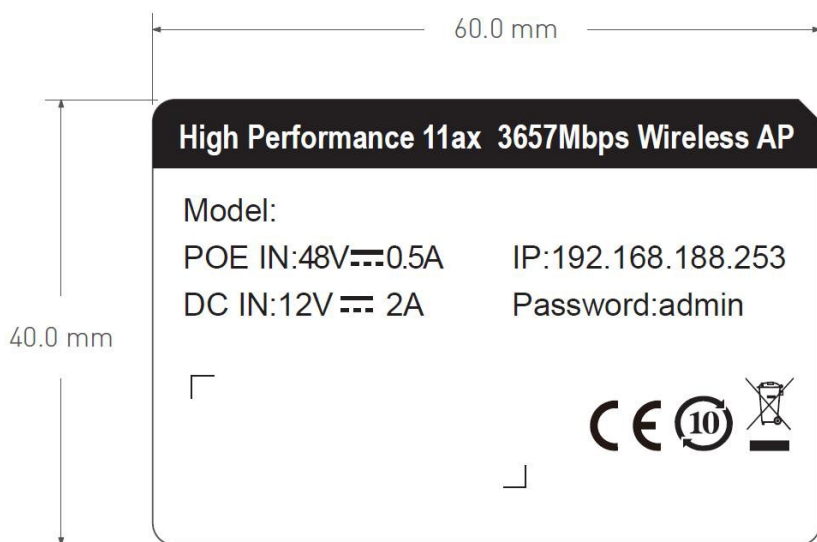 60.0 mm
High Performance 11ax 3657Mbps Wireless AP
Model:
POE IN:48V⎓0.5A IP:192.168.188.253
DC IN:12V ⎓ 2A Password:admin
40.0 mm
CE 10